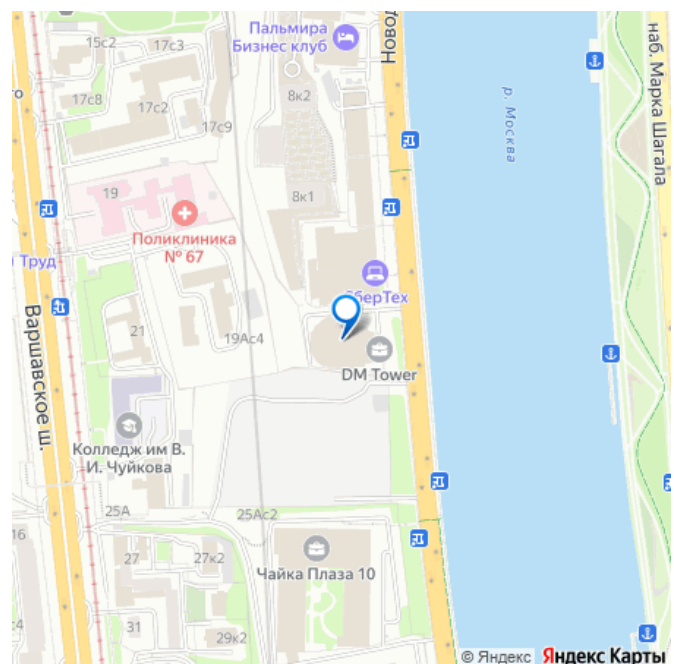 Пальмира
Бизнес клуб
15с2
17с3
17с8
17с2
17с9
8к2
8к1
Новод
р. Москва
наб. Марка Шагала
19
Поликлиника
№ 67
Труд
СберТех
21
19Ас4
DM Tower
Варшавское ш.
Колледж им В.
И. Чуйкова
25А
25Ас2
16
27
27к2
Чайка Плаза 10
31
29к2
© Яндекс Яндекс Карты